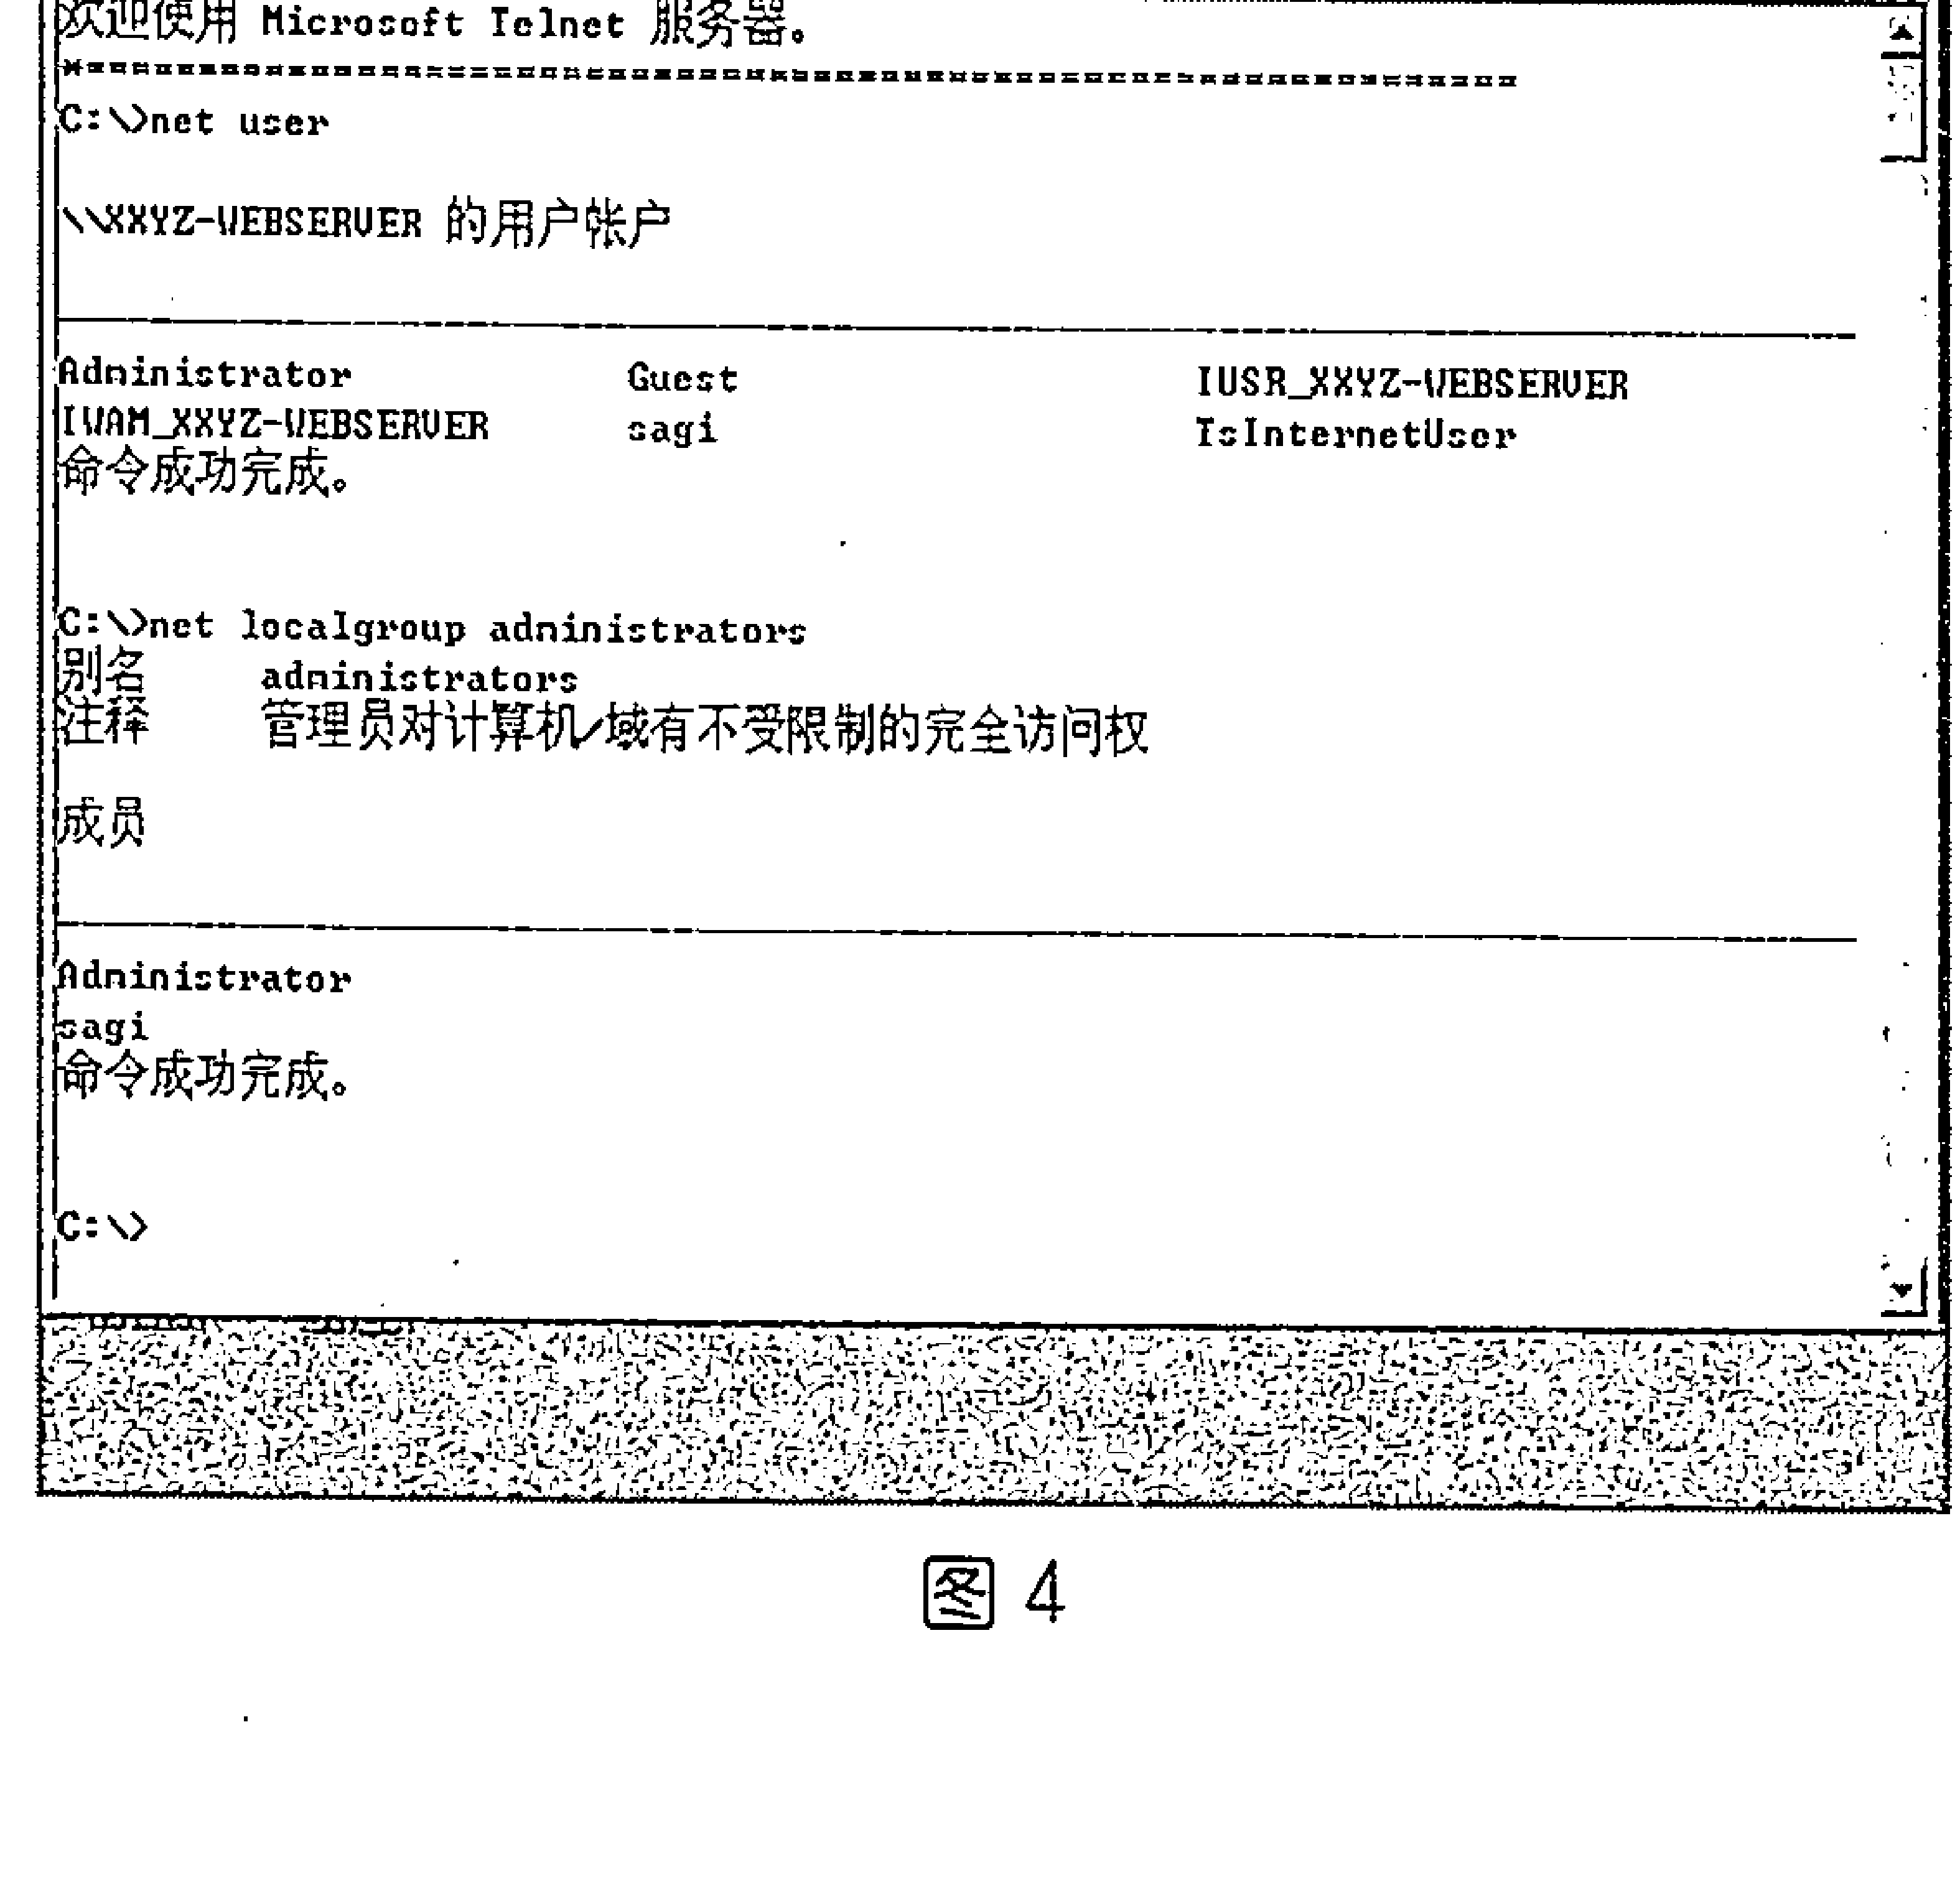 欢迎使用 Microsoft Telnet 服务器。
*===============================================================
C:\>net user
\\XXYZ-WEBSERVER 的用户帐户
Administrator Guest IUSR_XXYZ-WEBSERVER
IWAM_XXYZ-WEBSERVER sagi TsInternetUser
命令成功完成。
C:\>net localgroup administrators
别名 administrators
注释 管理员对计算机/域有不受限制的完全访问权
成员
Administrator
sagi
命令成功完成。
C:\>
图 4